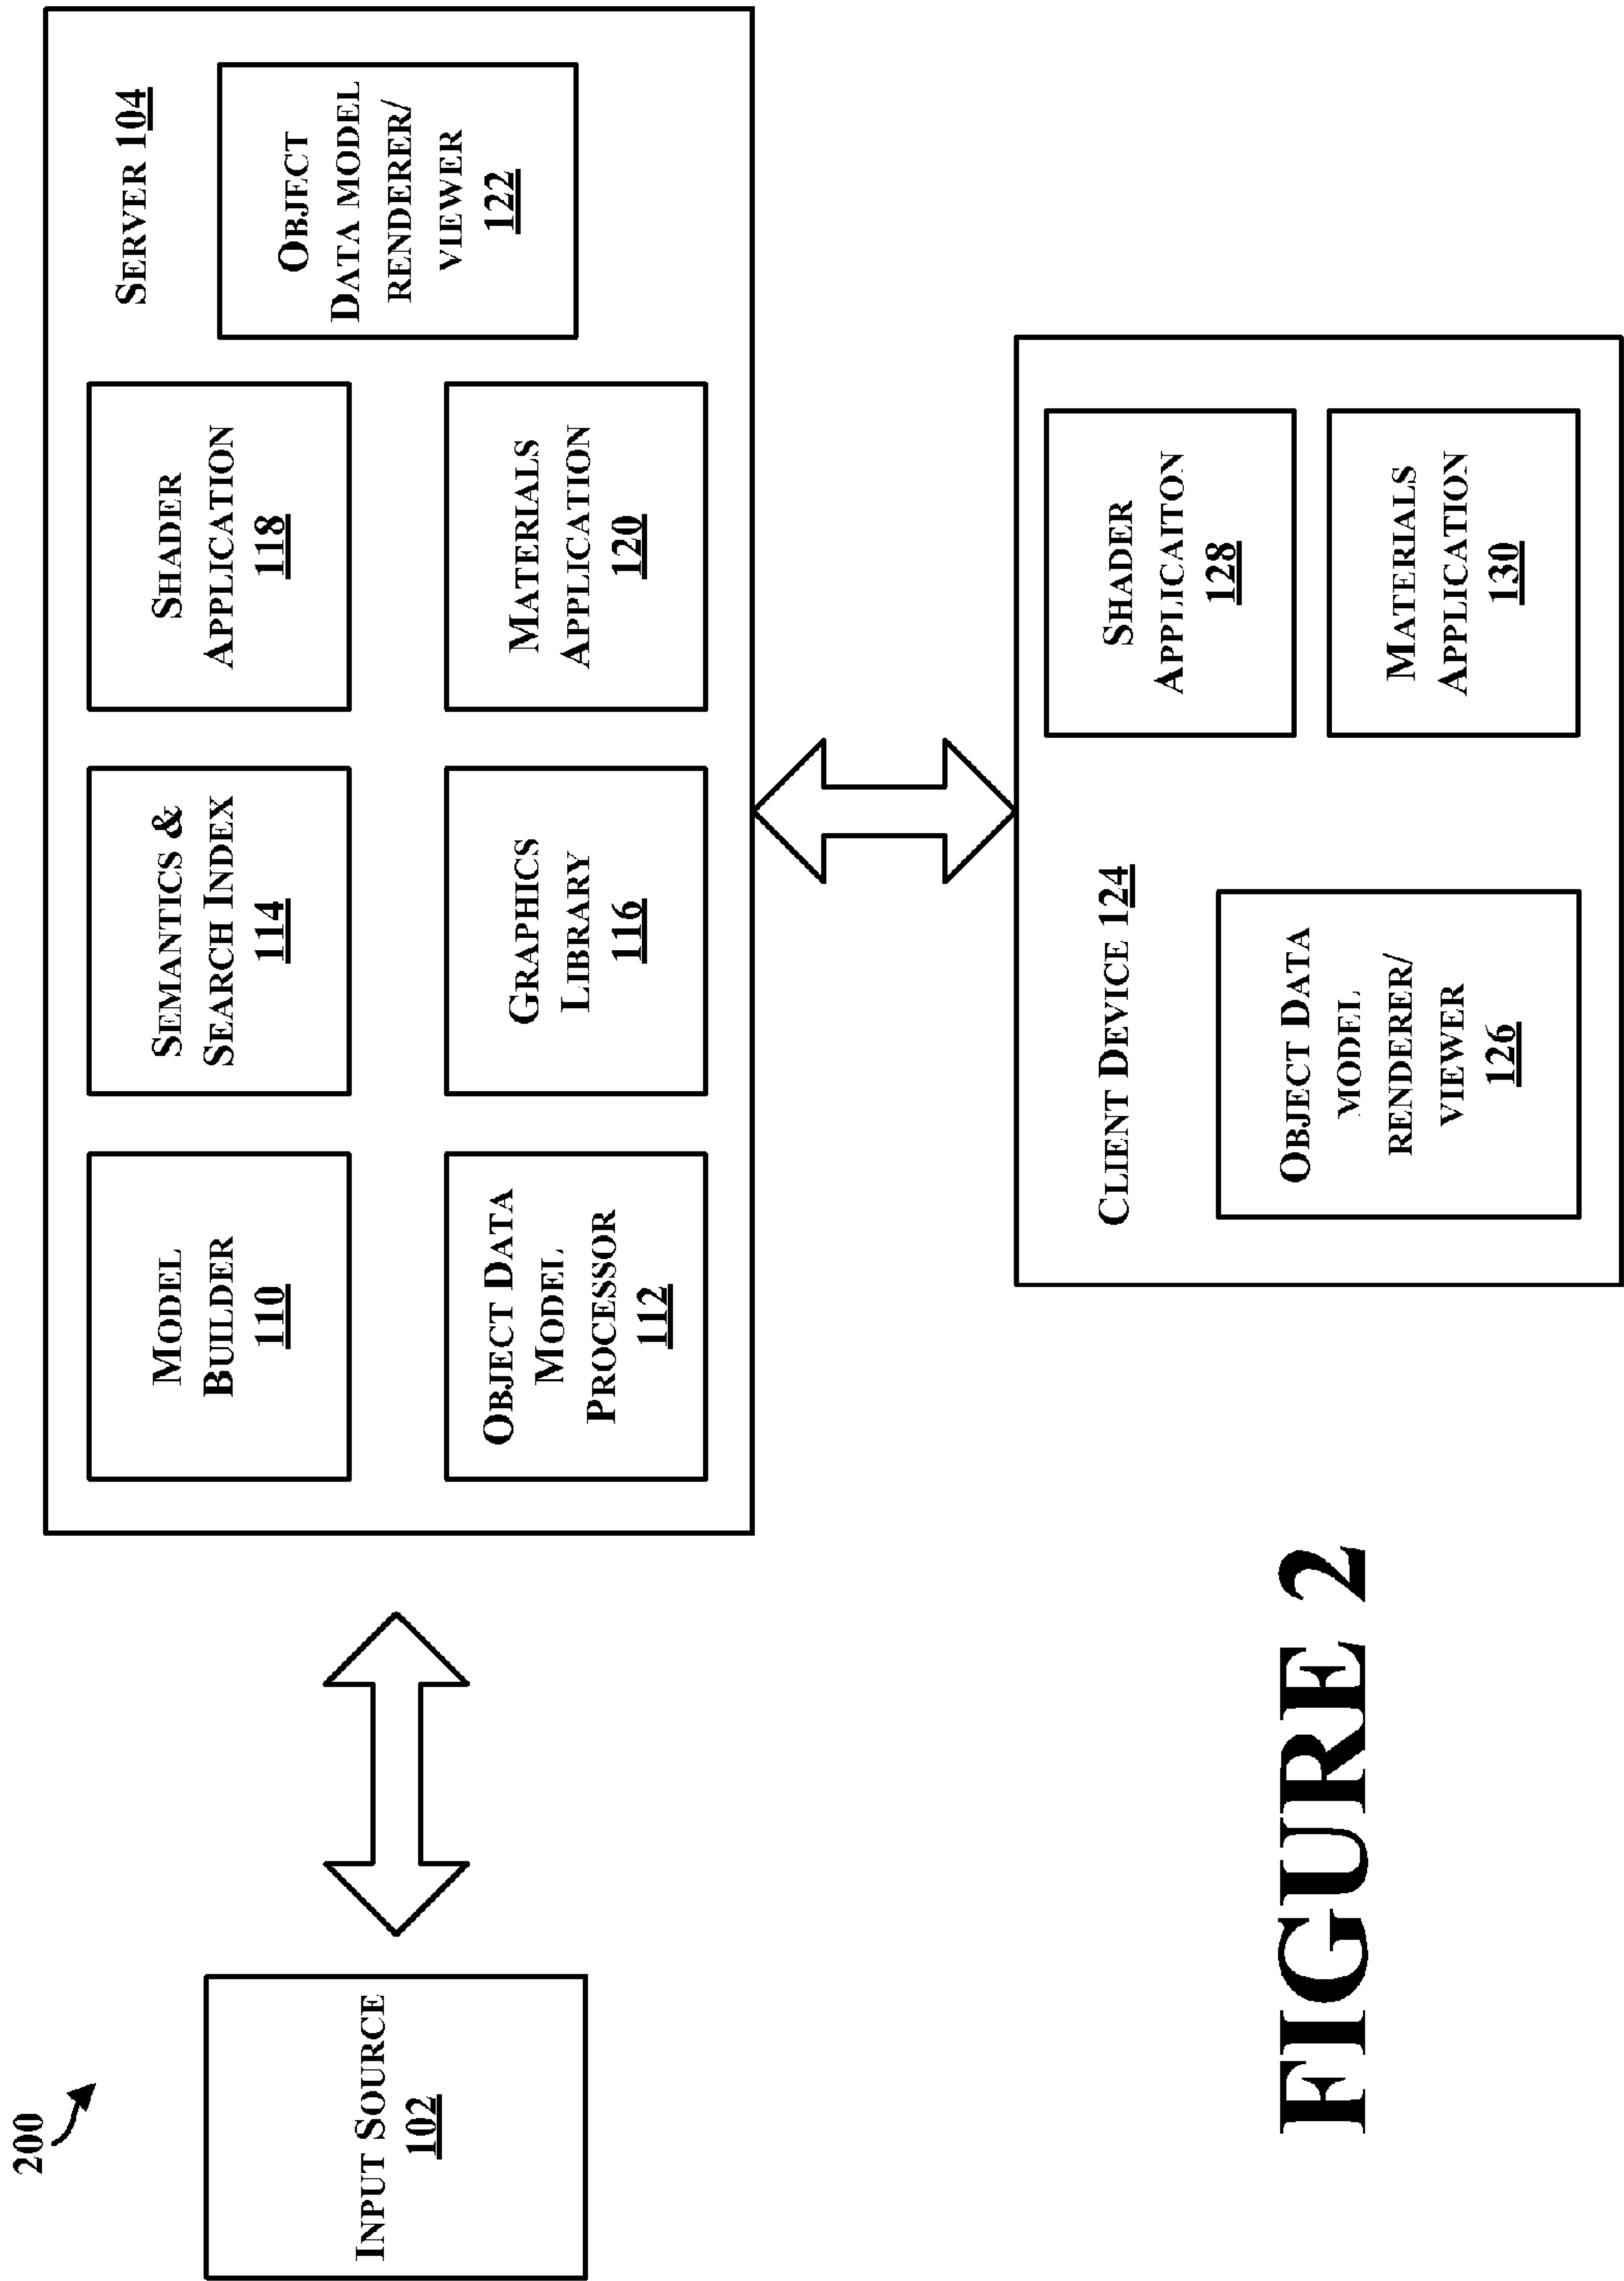 200
INPUT SOURCE
102
SERVER 104
MODEL
BUILDER
110
SEMANTICS &
SEARCH INDEX
114
SHADER
APPLICATION
118
OBJECT
DATA MODEL
RENDERER/
VIEWER
122
OBJECT DATA
MODEL
PROCESSOR
112
GRAPHICS
LIBRARY
116
MATERIALS
APPLICATION
120
CLIENT DEVICE 124
OBJECT DATA
MODEL
RENDERER/
VIEWER
126
SHADER
APPLICAITON
128
MATERIALS
APPLICATION
130
FIGURE 2